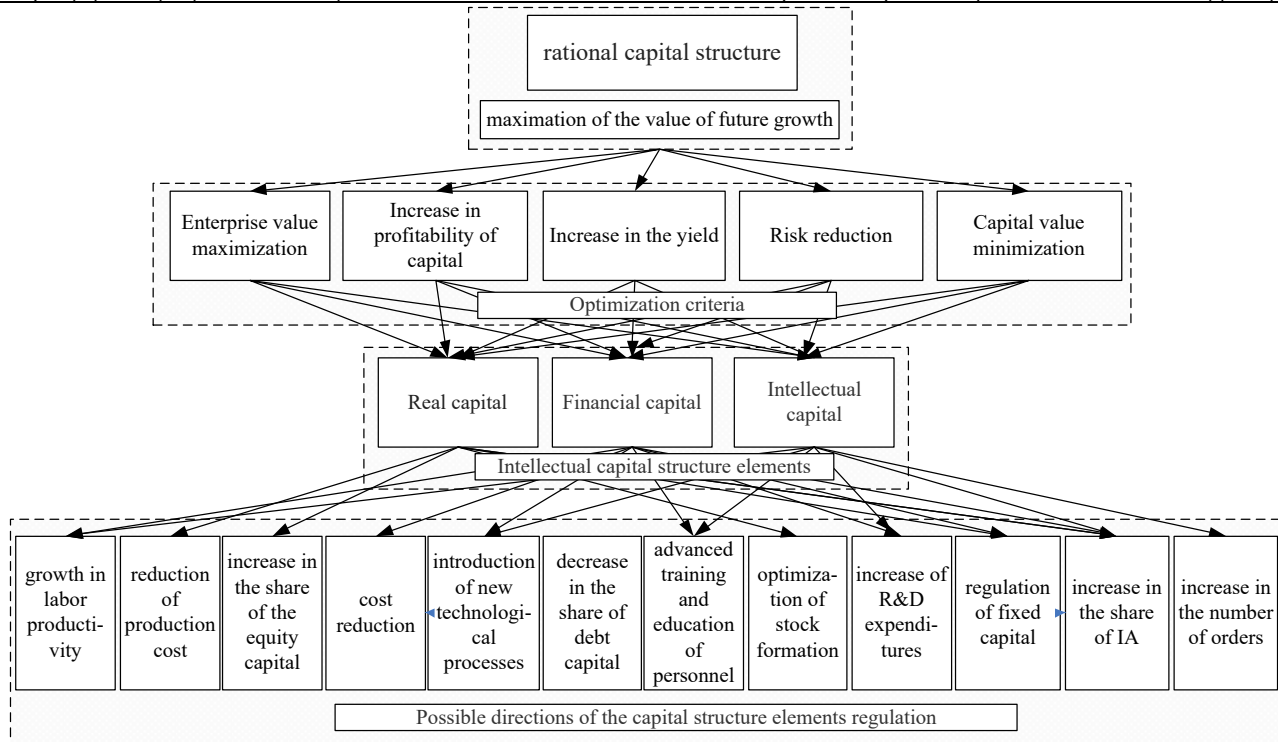 rational capital structure
maximation of the value of future growth
Enterprise value
maximization
Increase in
profitability of
capital
Increase in the yield
Risk reduction
Capital value
minimization
Optimization criteria
Real capital
Financial capital
Intellectual
capital
Intellectual capital structure elements
growth in
labor
producti-
vity
reduction
of
production
cost
increase in
the share
of the
equity
capital
cost
reduction
introduction
of new
technologi-
cal
processes
decrease
in the
share of
debt
capital
advanced
training
and
education
of
personnel
optimiza-
tion of
stock
formation
increase of
R&D
expendi-
tures
regulation
of fixed
capital
increase in
the share
of IA
increase in
the number
of orders
Possible directions of the capital structure elements regulation